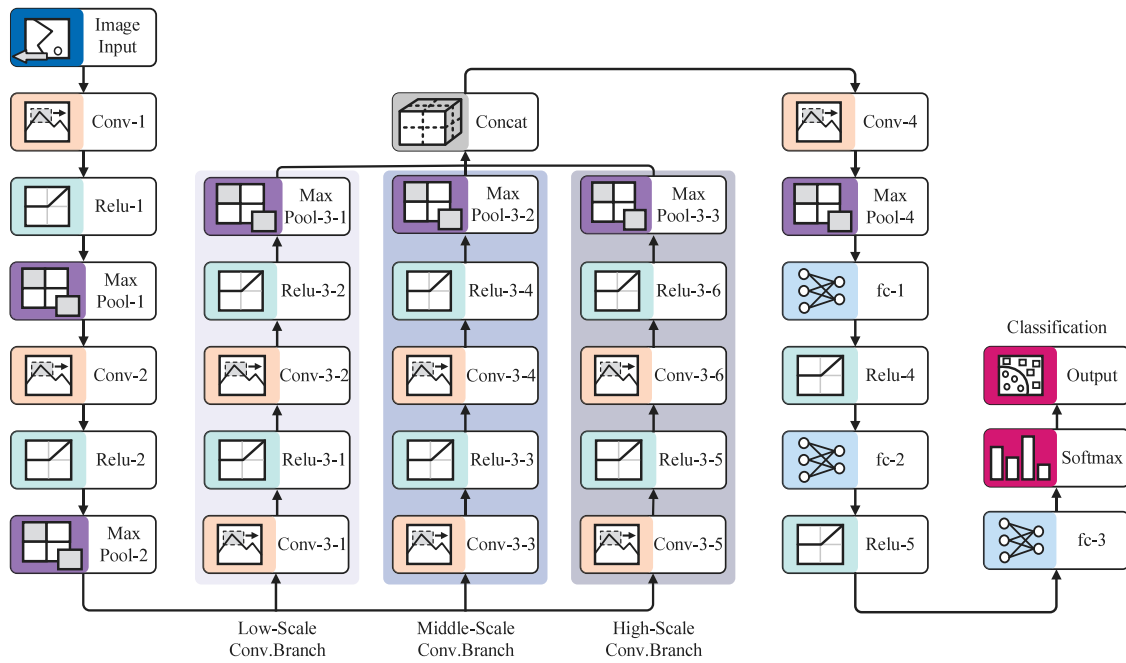 Image
Input
Conv-1
Relu-1
Max
Pool-1
Conv-2
Relu-2
Max
Pool-2
Max
Pool-3-1
Relu-3-2
Conv-3-2
Relu-3-1
Conv-3-1
Low-Scale
Conv.Branch
Concat
Max
Pool-3-2
Relu-3-4
Conv-3-4
Relu-3-3
Conv-3-3
Middle-Scale
Conv.Branch
Max
Pool-3-3
Relu-3-6
Conv-3-6
Relu-3-5
Conv-3-5
High-Scale
Conv.Branch
Conv-4
Max
Pool-4
fc-1
Relu-4
fc-2
Relu-5
Classification
Output
Softmax
fc-3